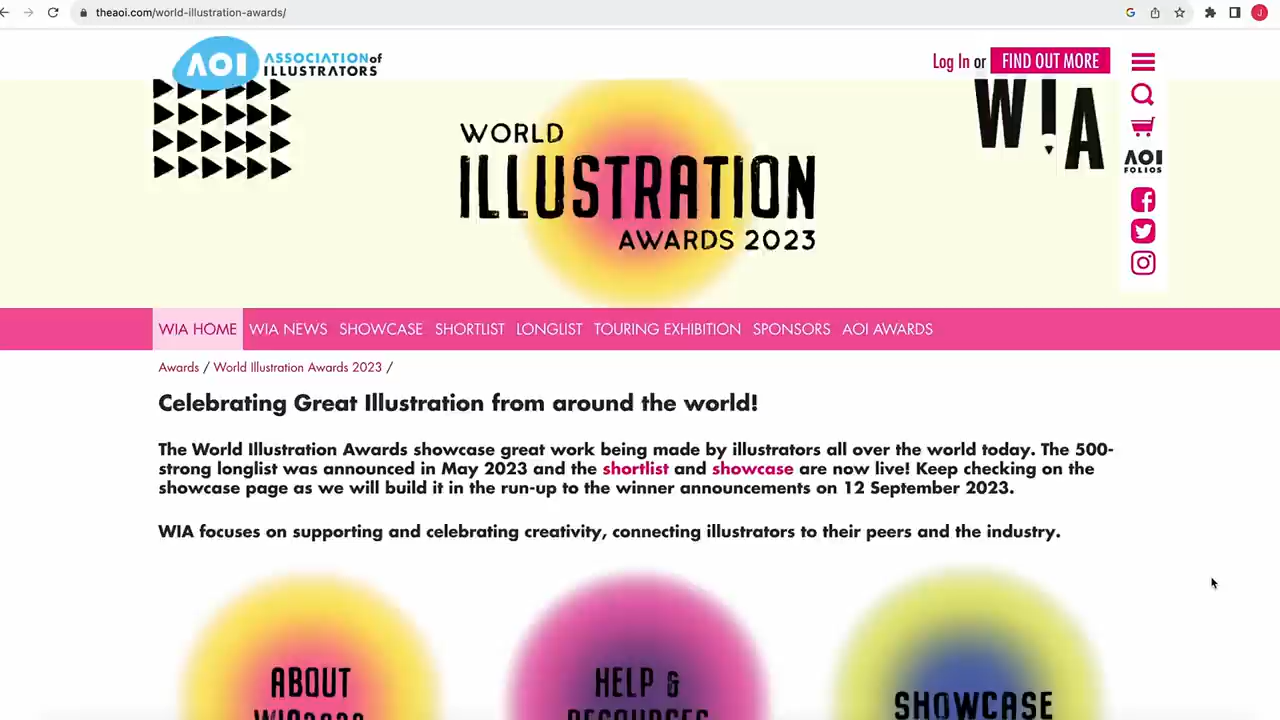 theaoi.com/world-illustration-awards/
J
AOI ASSOCIATION of ILLUSTRATORS
Log In or FIND OUT MORE
WORLD
ILLUSTRATION
AWARDS 2023
W!A
AOI
FOLIOS
WIA HOME WIA NEWS SHOWCASE SHORTLIST LONGLIST TOURING EXHIBITION SPONSORS AOI AWARDS
Awards / World Illustration Awards 2023 /
Celebrating Great Illustration from around the world!
The World Illustration Awards showcase great work being made by illustrators all over the world today. The 500-
strong longlist was announced in May 2023 and the shortlist and showcase are now live! Keep checking on the
showcase page as we will build it in the run-up to the winner announcements on 12 September 2023.
WIA focuses on supporting and celebrating creativity, connecting illustrators to their peers and the industry.
ABOUT
HELP &
RESOURCES
SHOWCASE